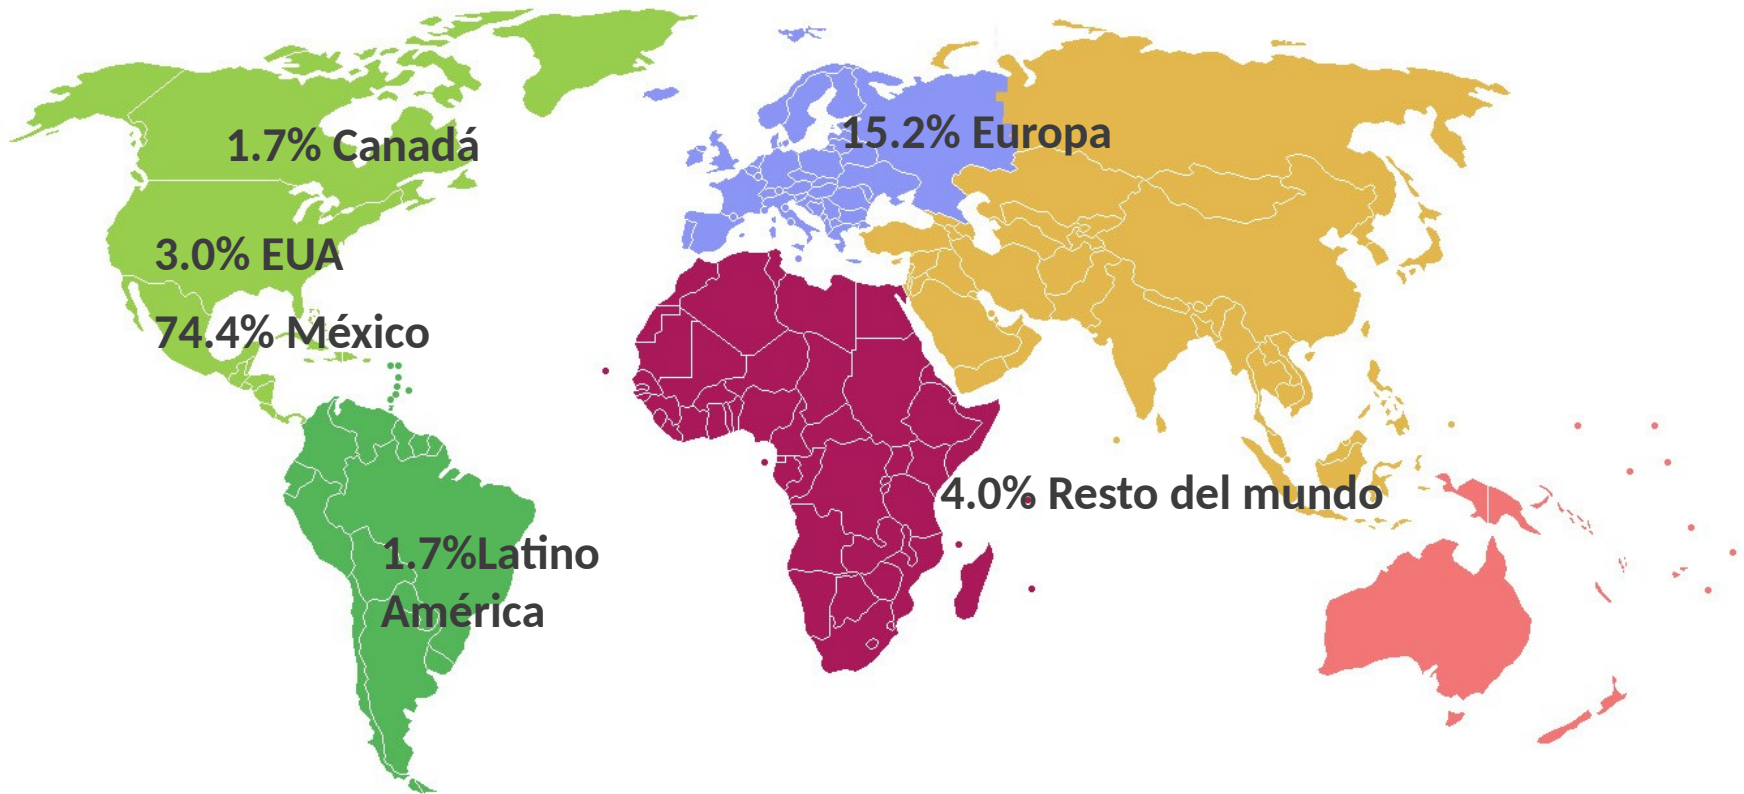 1.7% Canadá
15.2% Europa
3.0% EUA
74.4% México
4.0% Resto del mundo
1.7%Latino
América